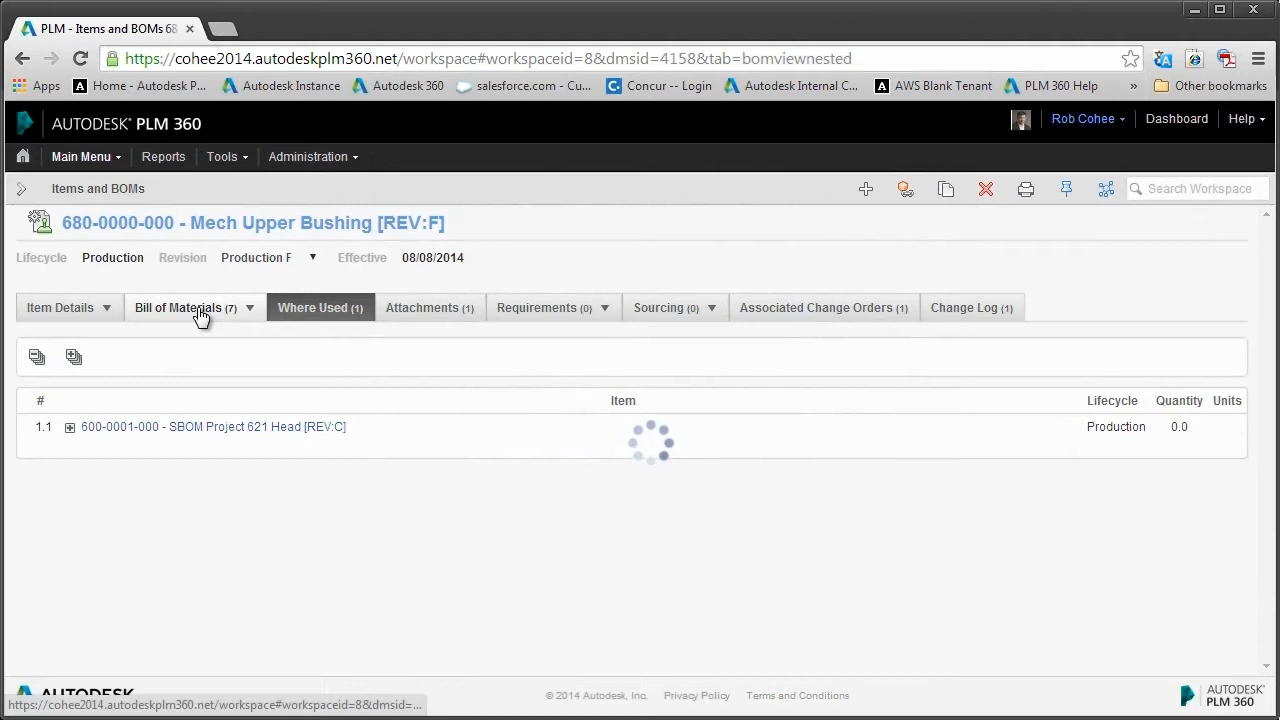 PLM - Items and BOMs 68
https://cohee2014.autodeskplm360.net/workspace#workspaceid=8&dmsid=4158&tab=bomviewnested
Apps
Home - Autodesk P...
Autodesk Instance
Autodesk 360
salesforce.com - Cu...
Concur -- Login
Autodesk Internal C...
AWS Blank Tenant
PLM 360 Help
»
Other bookmarks
AUTODESK® PLM 360
Rob Cohee
Dashboard
Help
Main Menu
Reports
Tools
Administration
Items and BOMs
Search Workspace
680-0000-000 - Mech Upper Bushing [REV:F]
Lifecycle Production Revision Production F Effective 08/08/2014
Item Details
Bill of Materials (7)
Where Used (1)
Attachments (1)
Requirements (0)
Sourcing (0)
Associated Change Orders (1)
Change Log (1)
# Item Lifecycle Quantity Units
1.1 600-0001-000 - SBOM Project 621 Head [REV:C] Production 0.0
AUTODESK
© 2014 Autodesk, Inc. Privacy Policy Terms and Conditions
AUTODESK®
PLM 360
https://cohee2014.autodeskplm360.net/workspace#workspaceid=8&dmsid=...